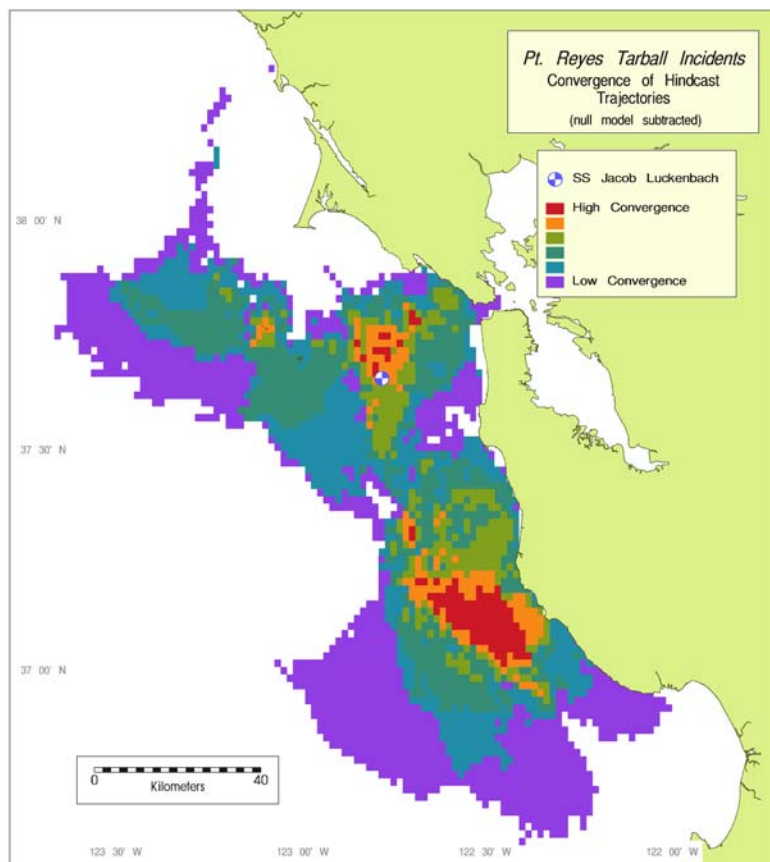 Pt. Reyes Tarball Incidents
Convergence of Hindcast
Trajectories
(null model subtracted)
SS Jacob Luckenbach
High Convergence
Low Convergence
38 00' N
37 30' N
37 00' N
0 40
Kilometers
123 30' W 123 00' W 122 30' W 122 00' W